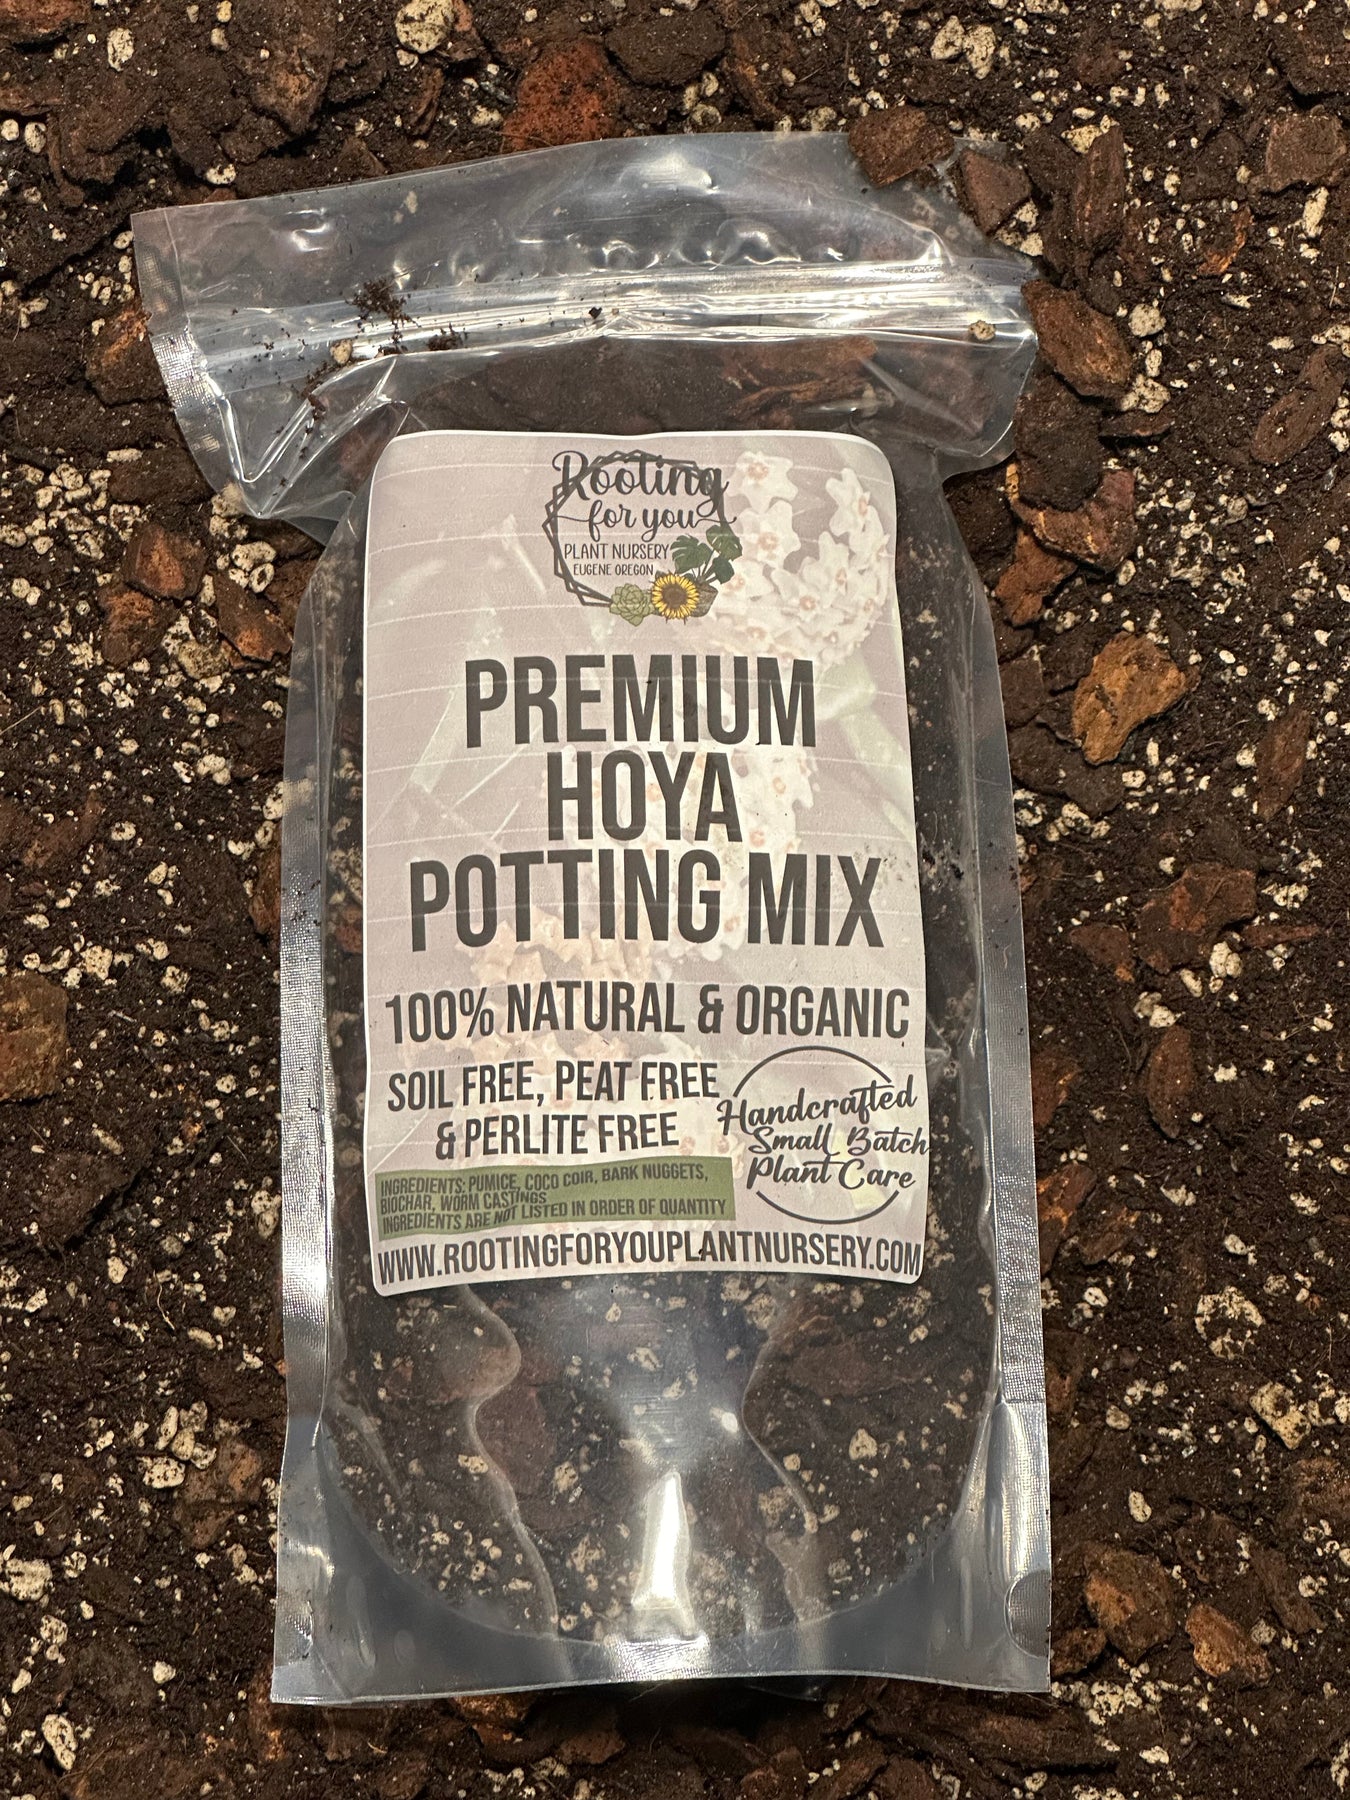 Rooting
for you
PLANT NURSERY
EUGENE OREGON
PREMIUM
HOYA
POTTING MIX
100% NATURAL & ORGANIC
SOIL FREE, PEAT FREE
& PERLITE FREE
Handcrafted
Small Batch
Plant Care
INGREDIENTS: PUMICE, COCO COIR, BARK NUGGETS,
BIOCHAR, WORM CASTINGS
INGREDIENTS ARE NOT LISTED IN ORDER OF QUANTITY
WWW.ROOTINGFORYOUPLANTNURSERY.COM